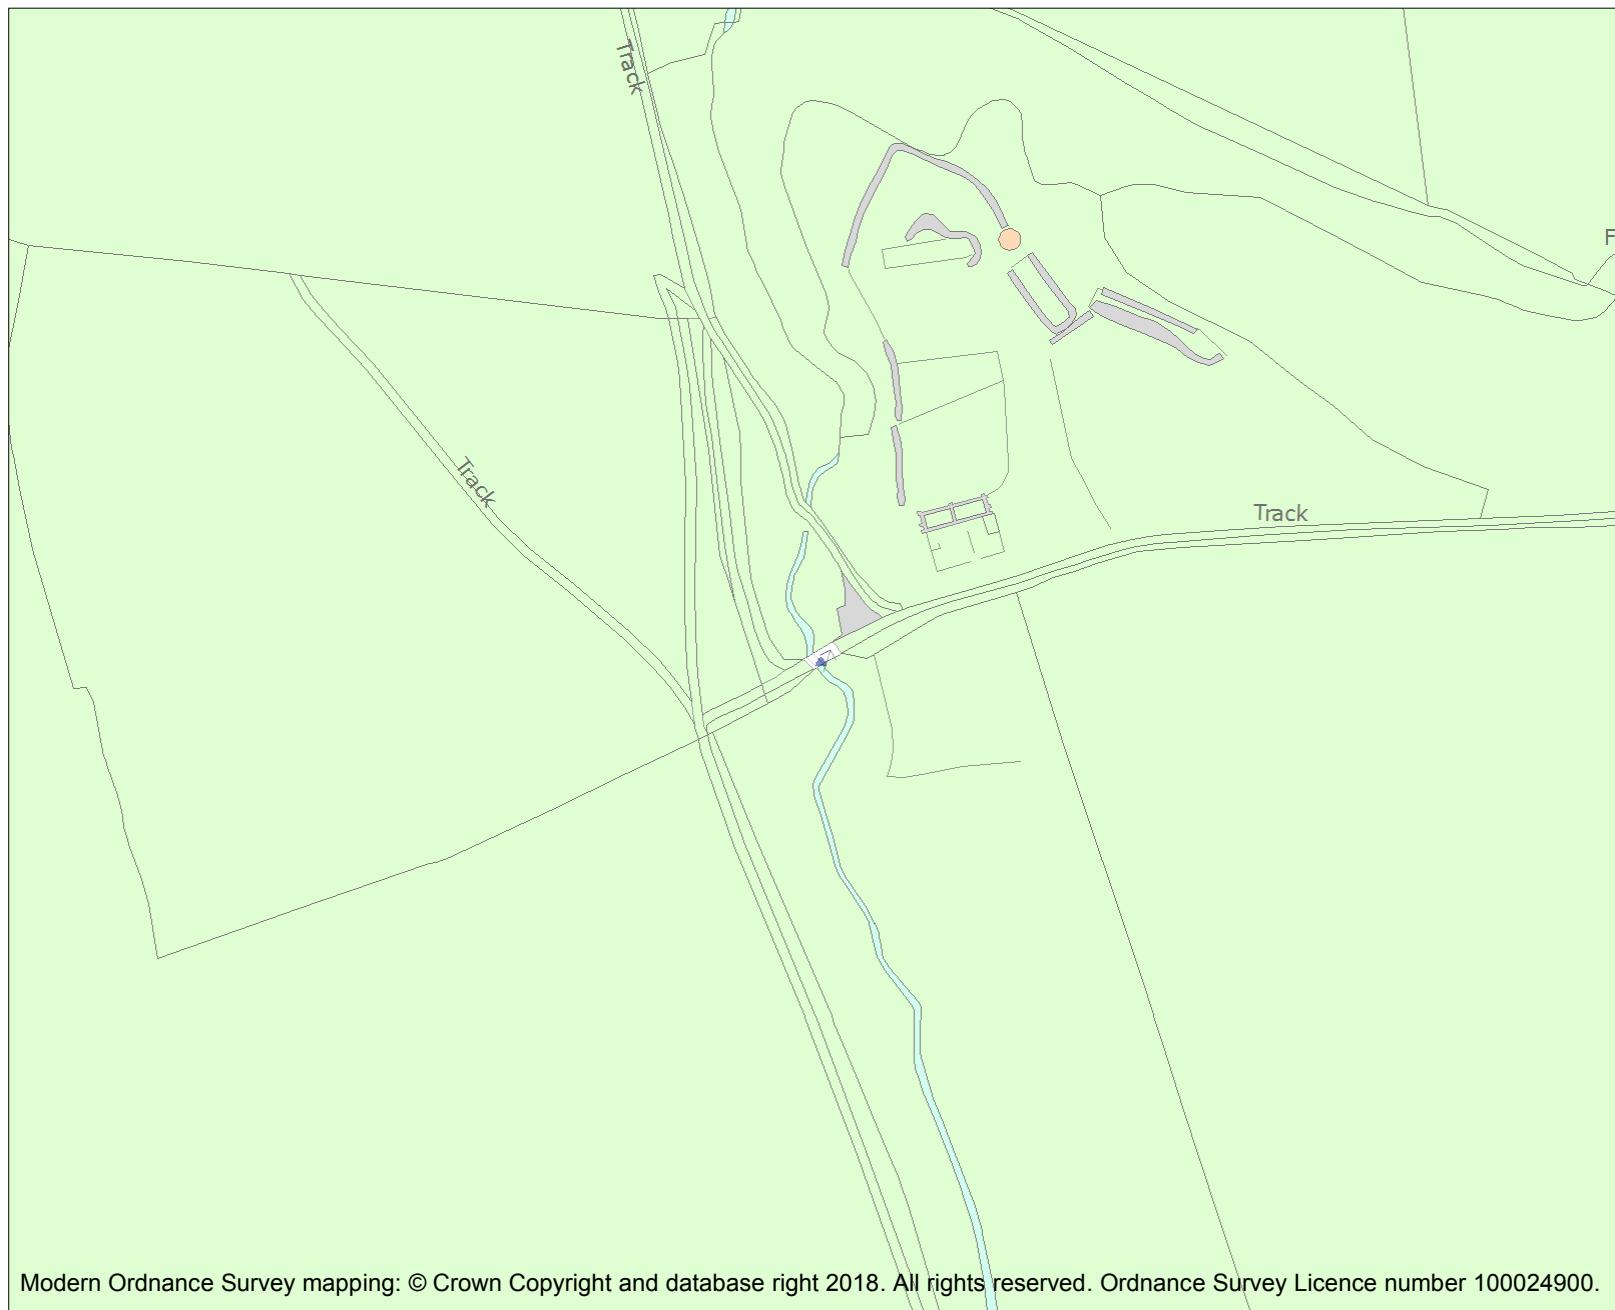 Track
F
Track
Track
Modern Ordnance Survey mapping: © Crown Copyright and database right 2018. All rights reserved. Ordnance Survey Licence number 100024900.